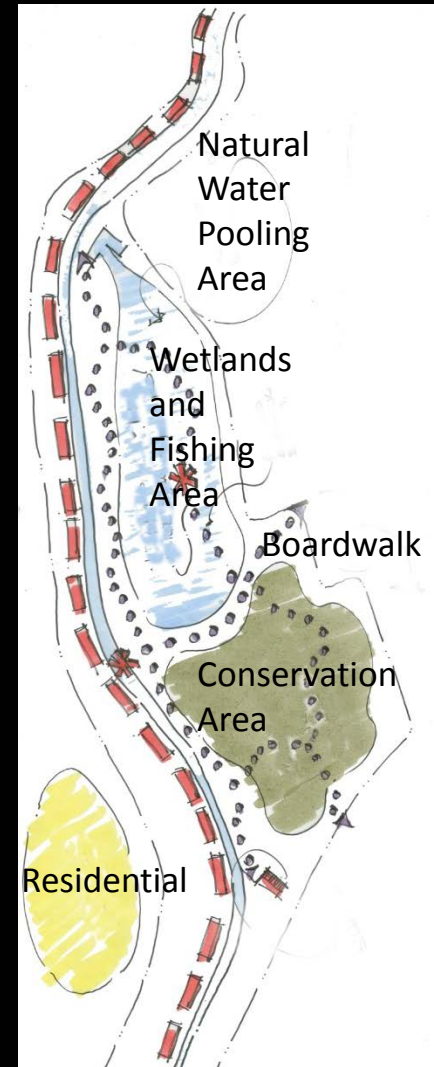 Natural
Water
Pooling
Area
Wetlands
and
Fishing
Area
Boardwalk
Conservation
Area
Residential